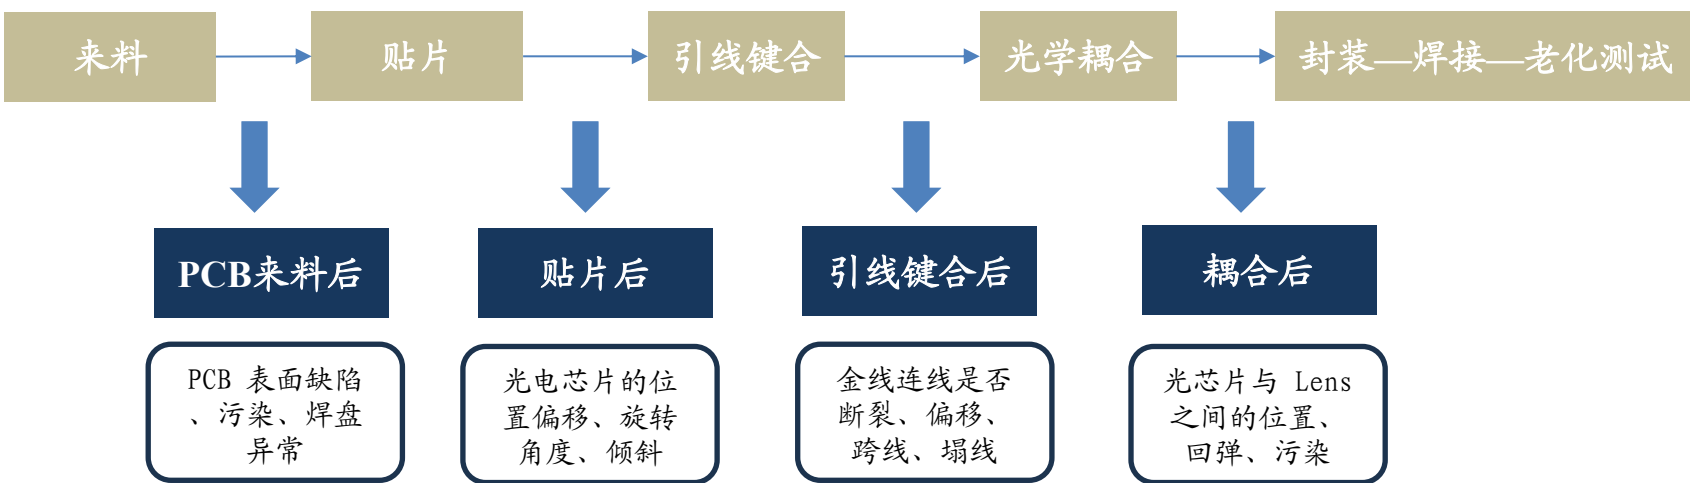 来料
贴片
引线键合
光学耦合
封装—焊接—老化测试
PCB来料后
贴片后
引线键合后
耦合后
PCB 表面缺陷
、污染、焊盘
异常
光电芯片的位
置偏移、旋转
角度、倾斜
金线连线是否
断裂、偏移、
跨线、塌线
光芯片与 Lens
之间的位置、
回弹、污染